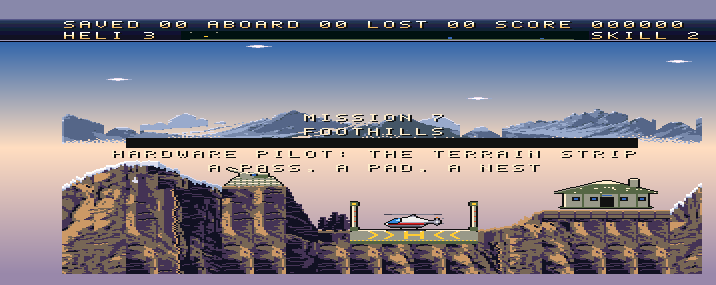 SAVED 00 ABOARD 00 LOST 00 SCORE 000000
HELI 3 SKILL 2
MISSION 7
FOOTHILLS
HARDWARE PILOT: THE TERRAIN STRIP
A PASS, A PAD, A NEST
H